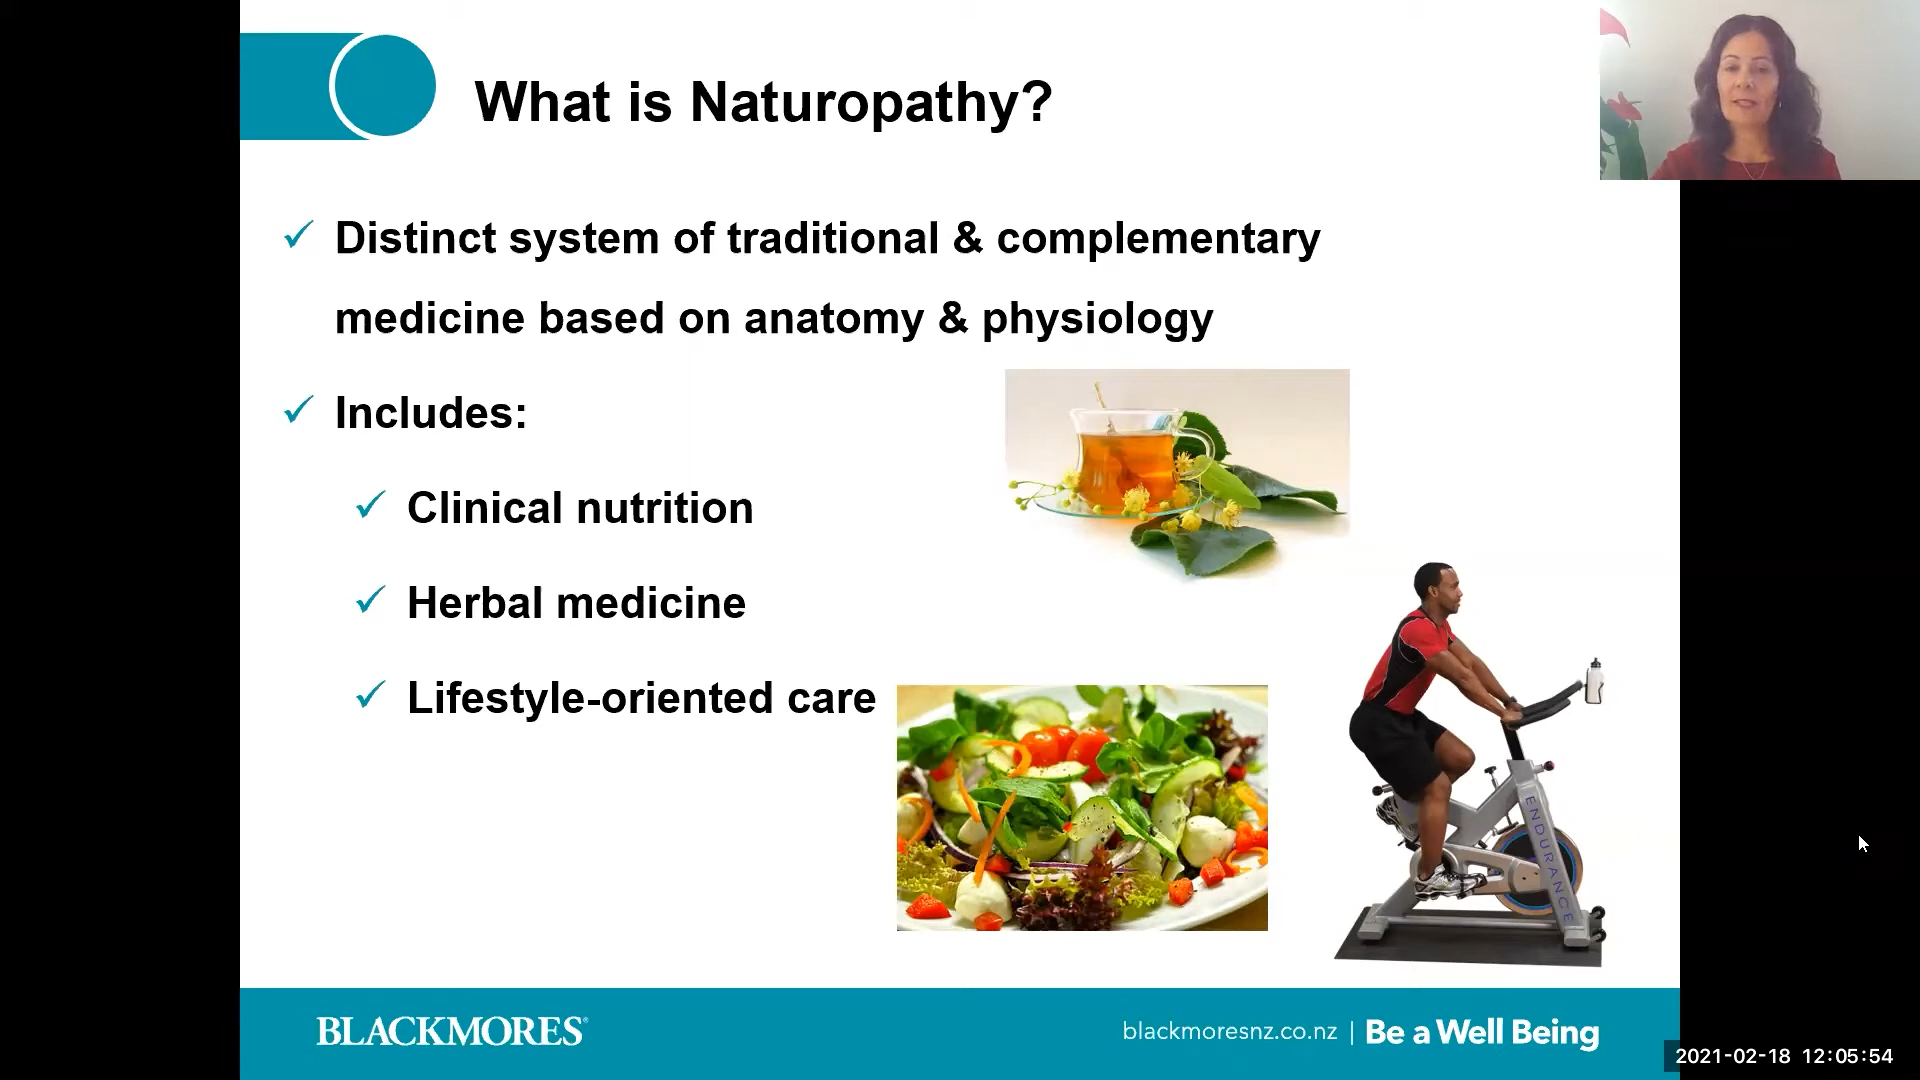 What is Naturopathy?
Distinct system of traditional & complementary
medicine based on anatomy & physiology
Includes:
Clinical nutrition
Herbal medicine
Lifestyle-oriented care
ENDURANCE
BLACKMORES®
blackmoresnz.co.nz | Be a Well Being
2021-02-18 12:05:54